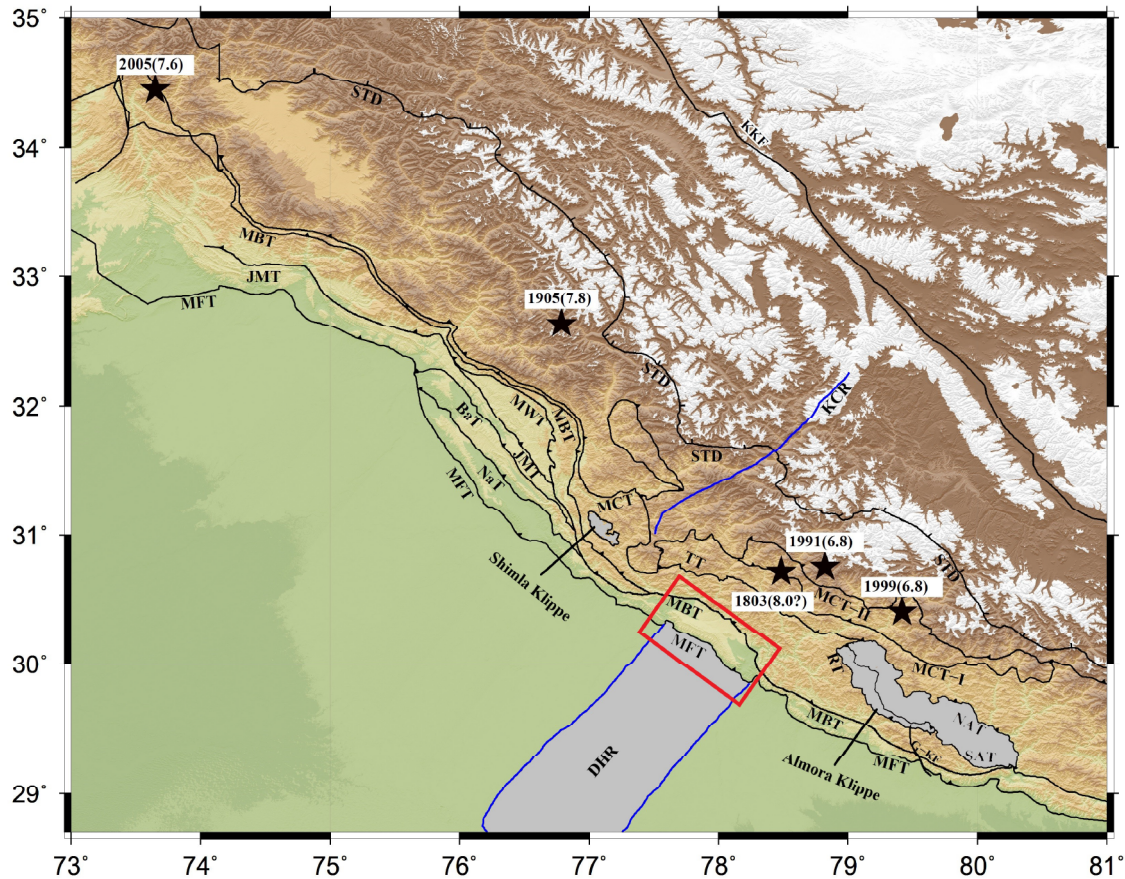 35°
2005(7.6)
STD
KKF
34°
MBT
33°
JMT
MFT
1905(7.8)
32°
STD
KCR
MWT
MBT
BaT
JMT
STD
NaT
MFT
MCT
31°
Shimla Klippe
TT
1991(6.8)
STD
1999(6.8)
1803(8.0?)
MCT-II
MBT
MFT
30°
RT
MCT-I
NAT
MBT
SAT
DHR
MFT
Almora Klippe
29°
73° 74° 75° 76° 77° 78° 79° 80° 81°